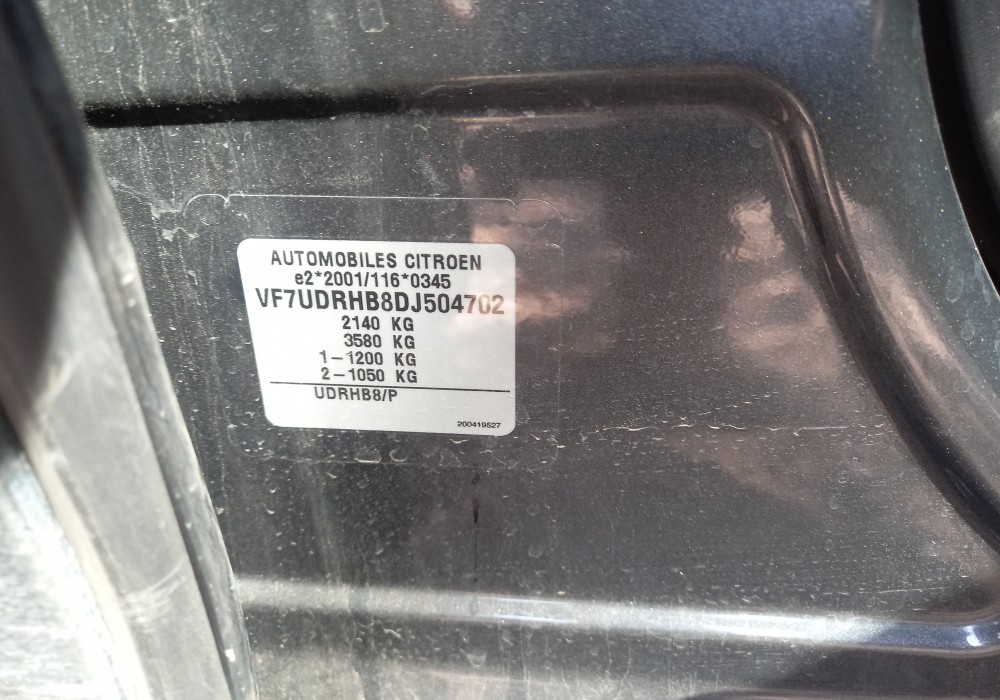 AUTOMOBILES CITROEN
e2*2001/116*0345
VF7UDRHB8DJ504702
2140 KG
3580 KG
1-1200 KG
2-1050 KG
UDRHB8/P
200419527